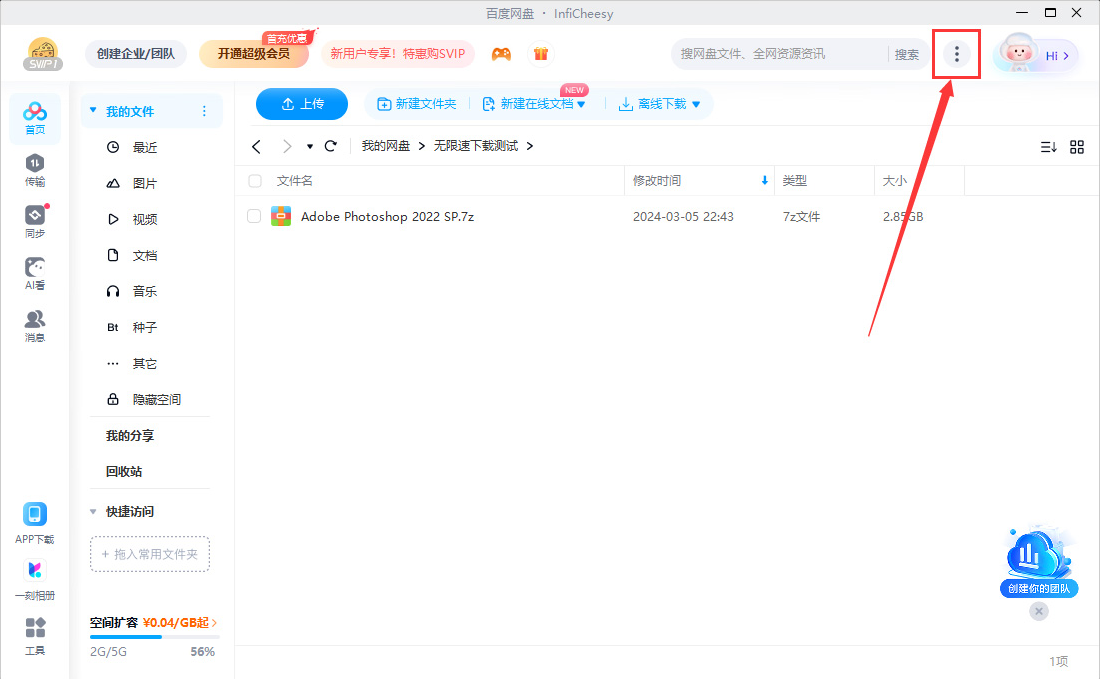 百度网盘 · InfiCheesy
SVIP1
创建企业/团队
首充优惠
开通超级会员
新用户专享！特惠购SVIP
搜网盘文件、全网资源资讯
搜索
Hi >
首页
传输
同步
AI看
消息
APP下载
一刻相册
工具
我的文件
最近
图片
视频
文档
音乐
Bt 种子
其它
隐藏空间
我的分享
回收站
快捷访问
+ 拖入常用文件夹
空间扩容 ¥0.04/GB起 >
2G/5G 56%
上传
新建文件夹
NEW
新建在线文档
离线下载
我的网盘 > 无限速下载测试 >
文件名 修改时间 类型 大小
Adobe Photoshop 2022 SP.7z 2024-03-05 22:43 7z文件 2.85GB
创建你的团队
1项